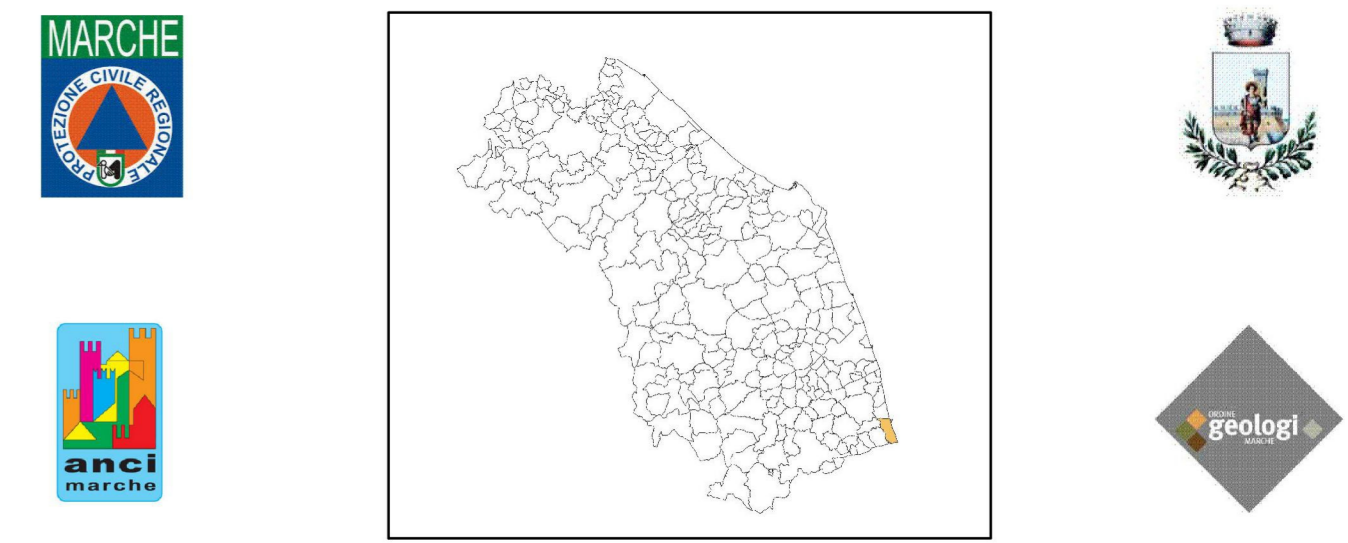 MARCHE
PROTEZIONE CIVILE REGIONALE
anci
marche
ORDINE
geologi
MARCHE